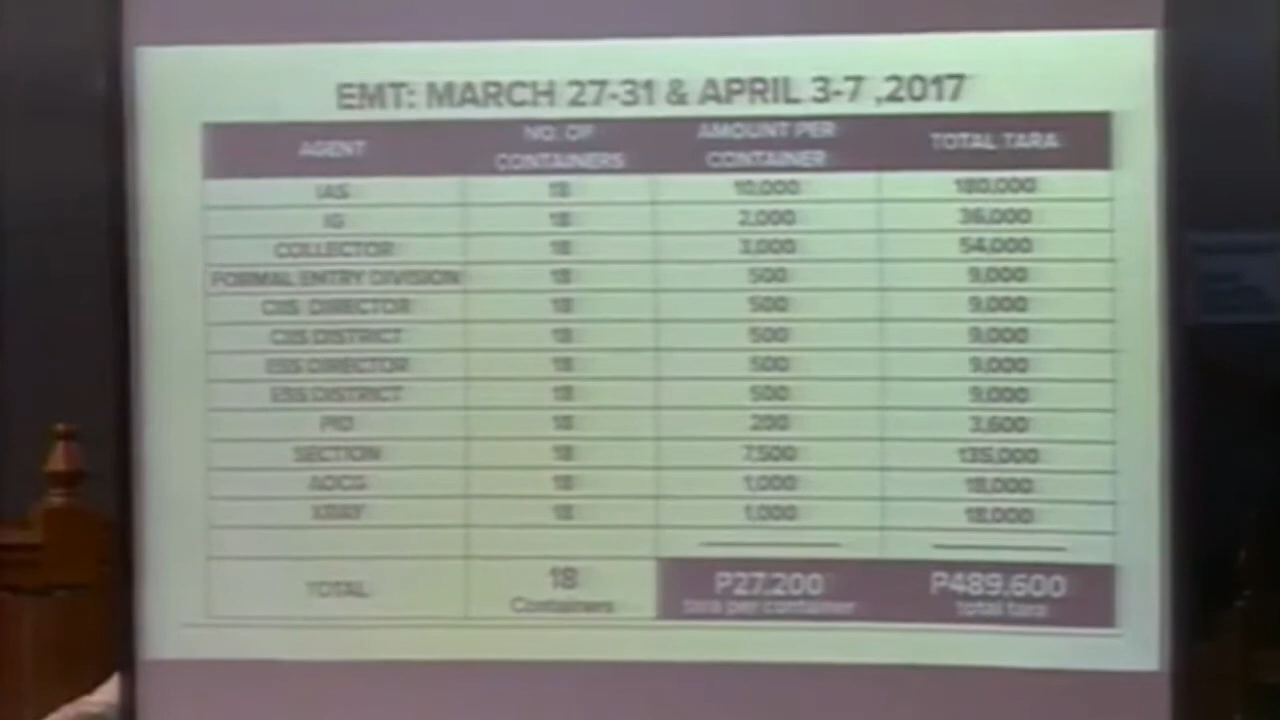 EMT: MARCH 27-31 & APRIL 3-7 ,2017
AGENT NO. OF CONTAINERS AMOUNT PER CONTAINER TOTAL TARA
IAS 18 10,000 180,000
IG 18 2,000 36,000
COLLECTOR 18 3,000 54,000
FORMAL ENTRY DIVISION 18 500 9,000
CIIS DIRECTOR 18 500 9,000
CIIS DISTRICT 18 500 9,000
ESS DIRECTOR 18 500 9,000
ESS DISTRICT 18 500 9,000
PIO 18 200 3,600
SECTION 18 7,500 135,000
AOCG 18 1,000 18,000
XRAY 18 1,000 18,000
TOTAL 18 Containers P27,200 tara per container P489,600 total tara